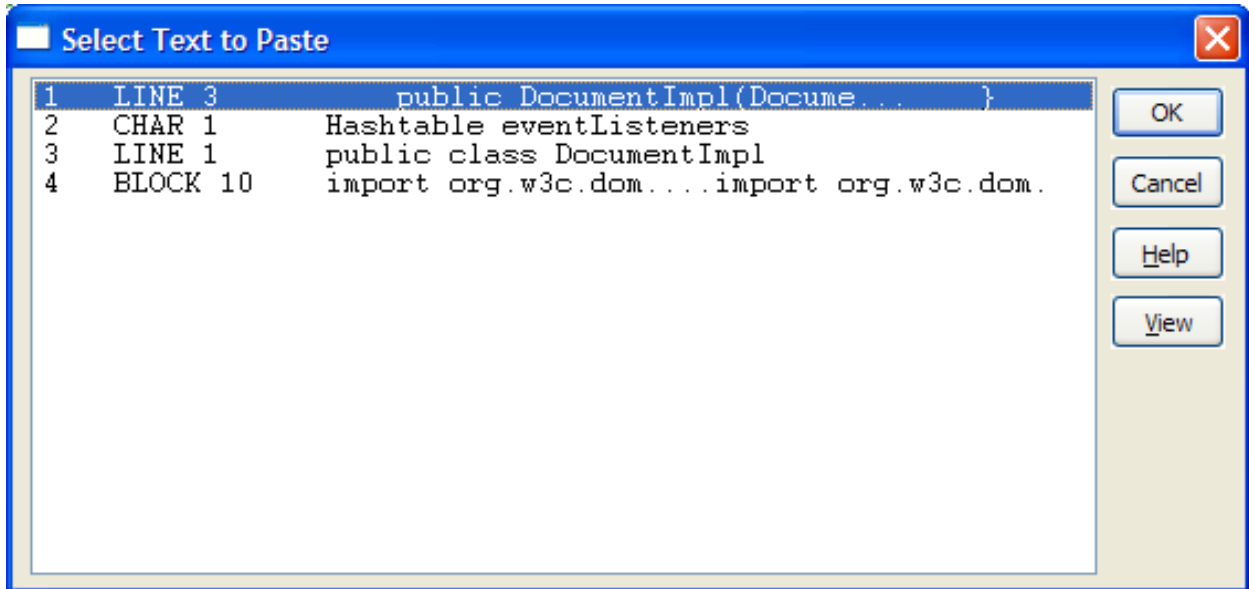 Select Text to Paste
1 LINE 3 public DocumentImpl(Docume... }
2 CHAR 1 Hashtable eventListeners
3 LINE 1 public class DocumentImpl
4 BLOCK 10 import org.w3c.dom....import org.w3c.dom.
OK
Cancel
Help
View